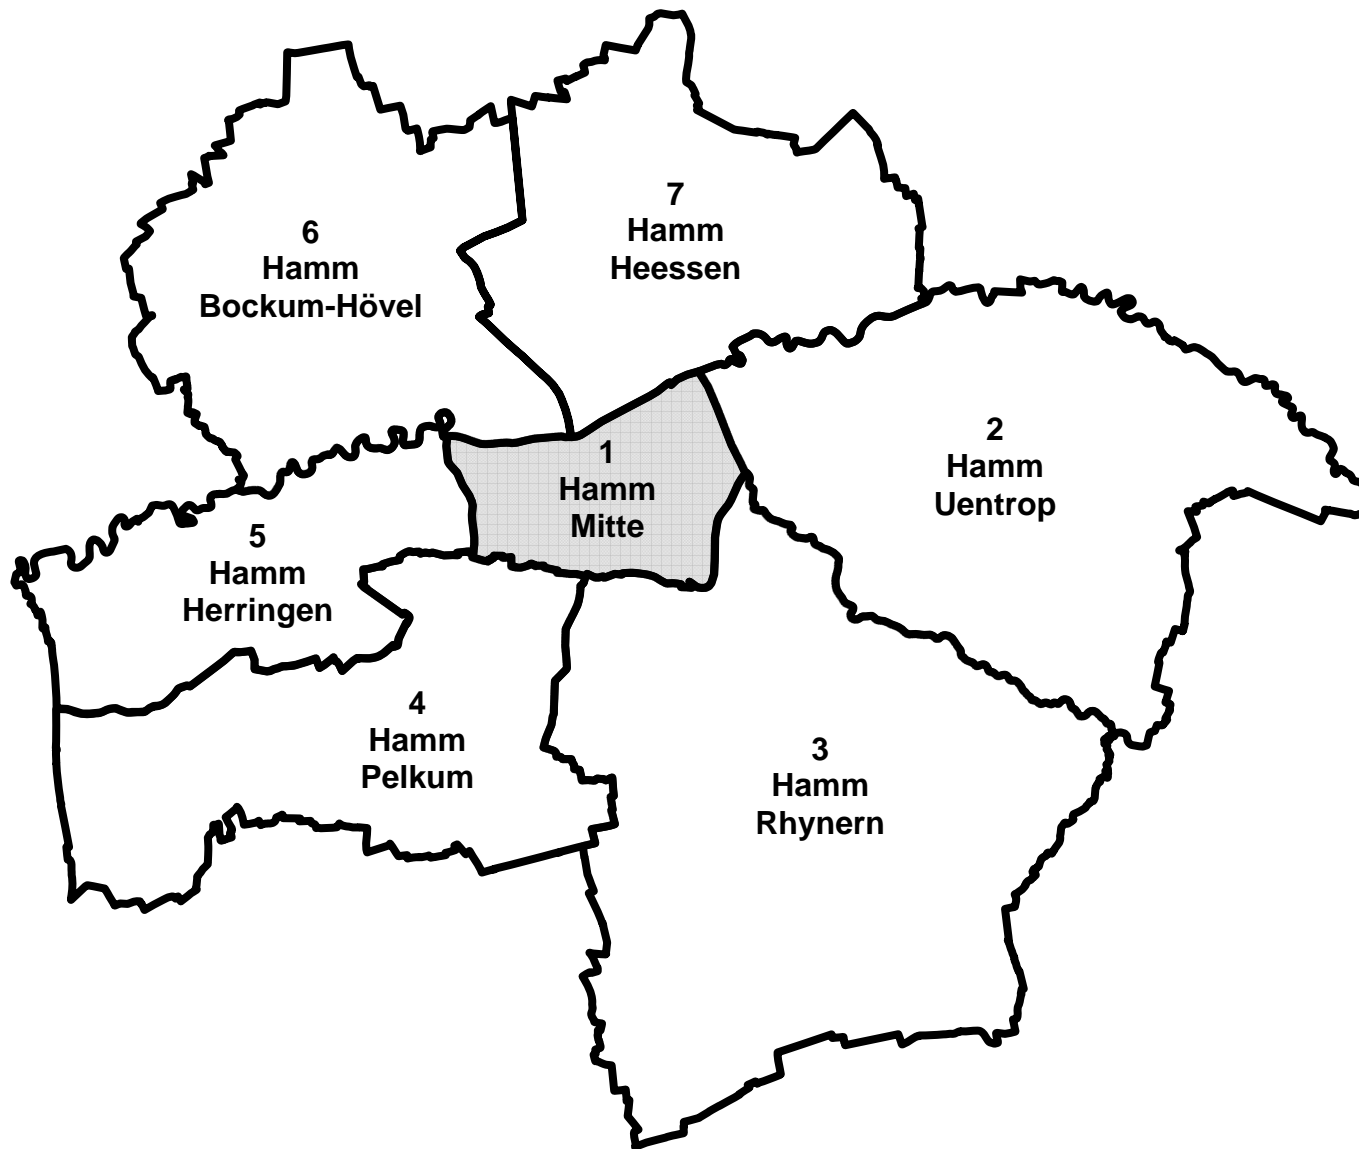 7
Hamm
Heessen
6
Hamm
Bockum-Hövel
2
Hamm
Uentrop
1
Hamm
Mitte
5
Hamm
Herringen
4
Hamm
Pelkum
3
Hamm
Rhynern